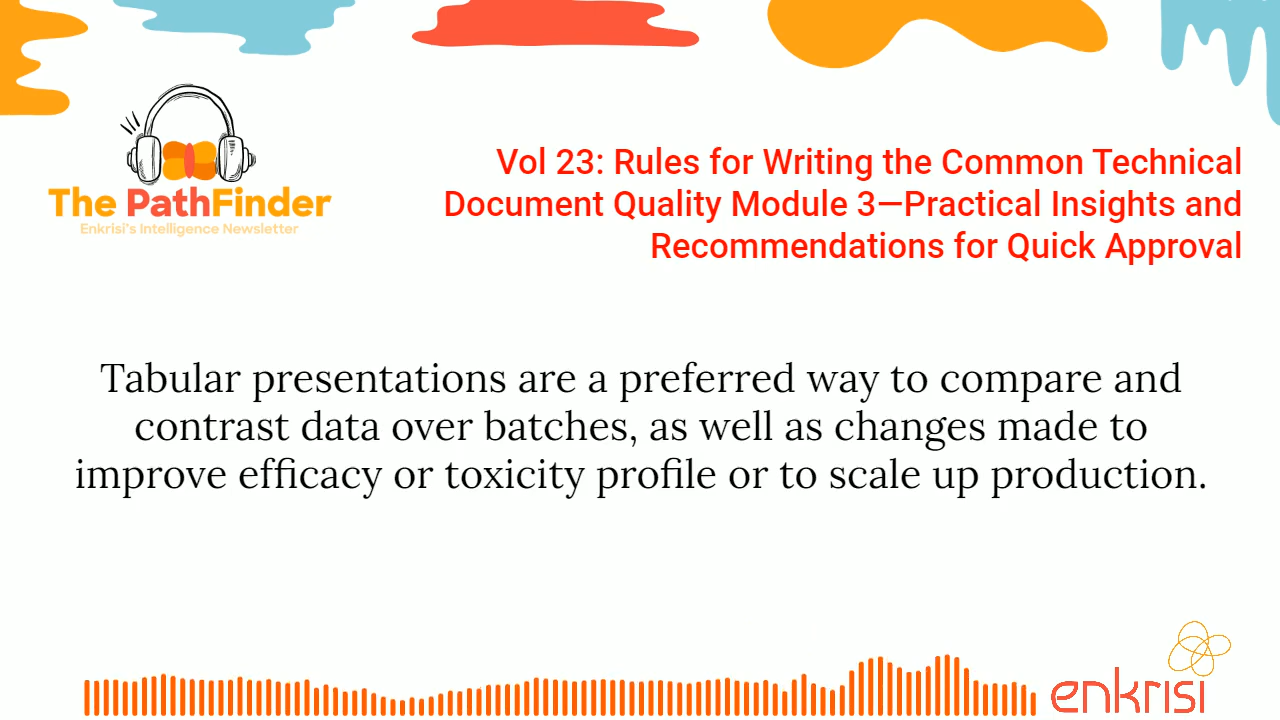 The PathFinder
Enkrisi's Intelligence Newsletter
Vol 23: Rules for Writing the Common Technical
Document Quality Module 3—Practical Insights and
Recommendations for Quick Approval
Tabular presentations are a preferred way to compare and
contrast data over batches, as well as changes made to
improve efficacy or toxicity profile or to scale up production.
enkrisi